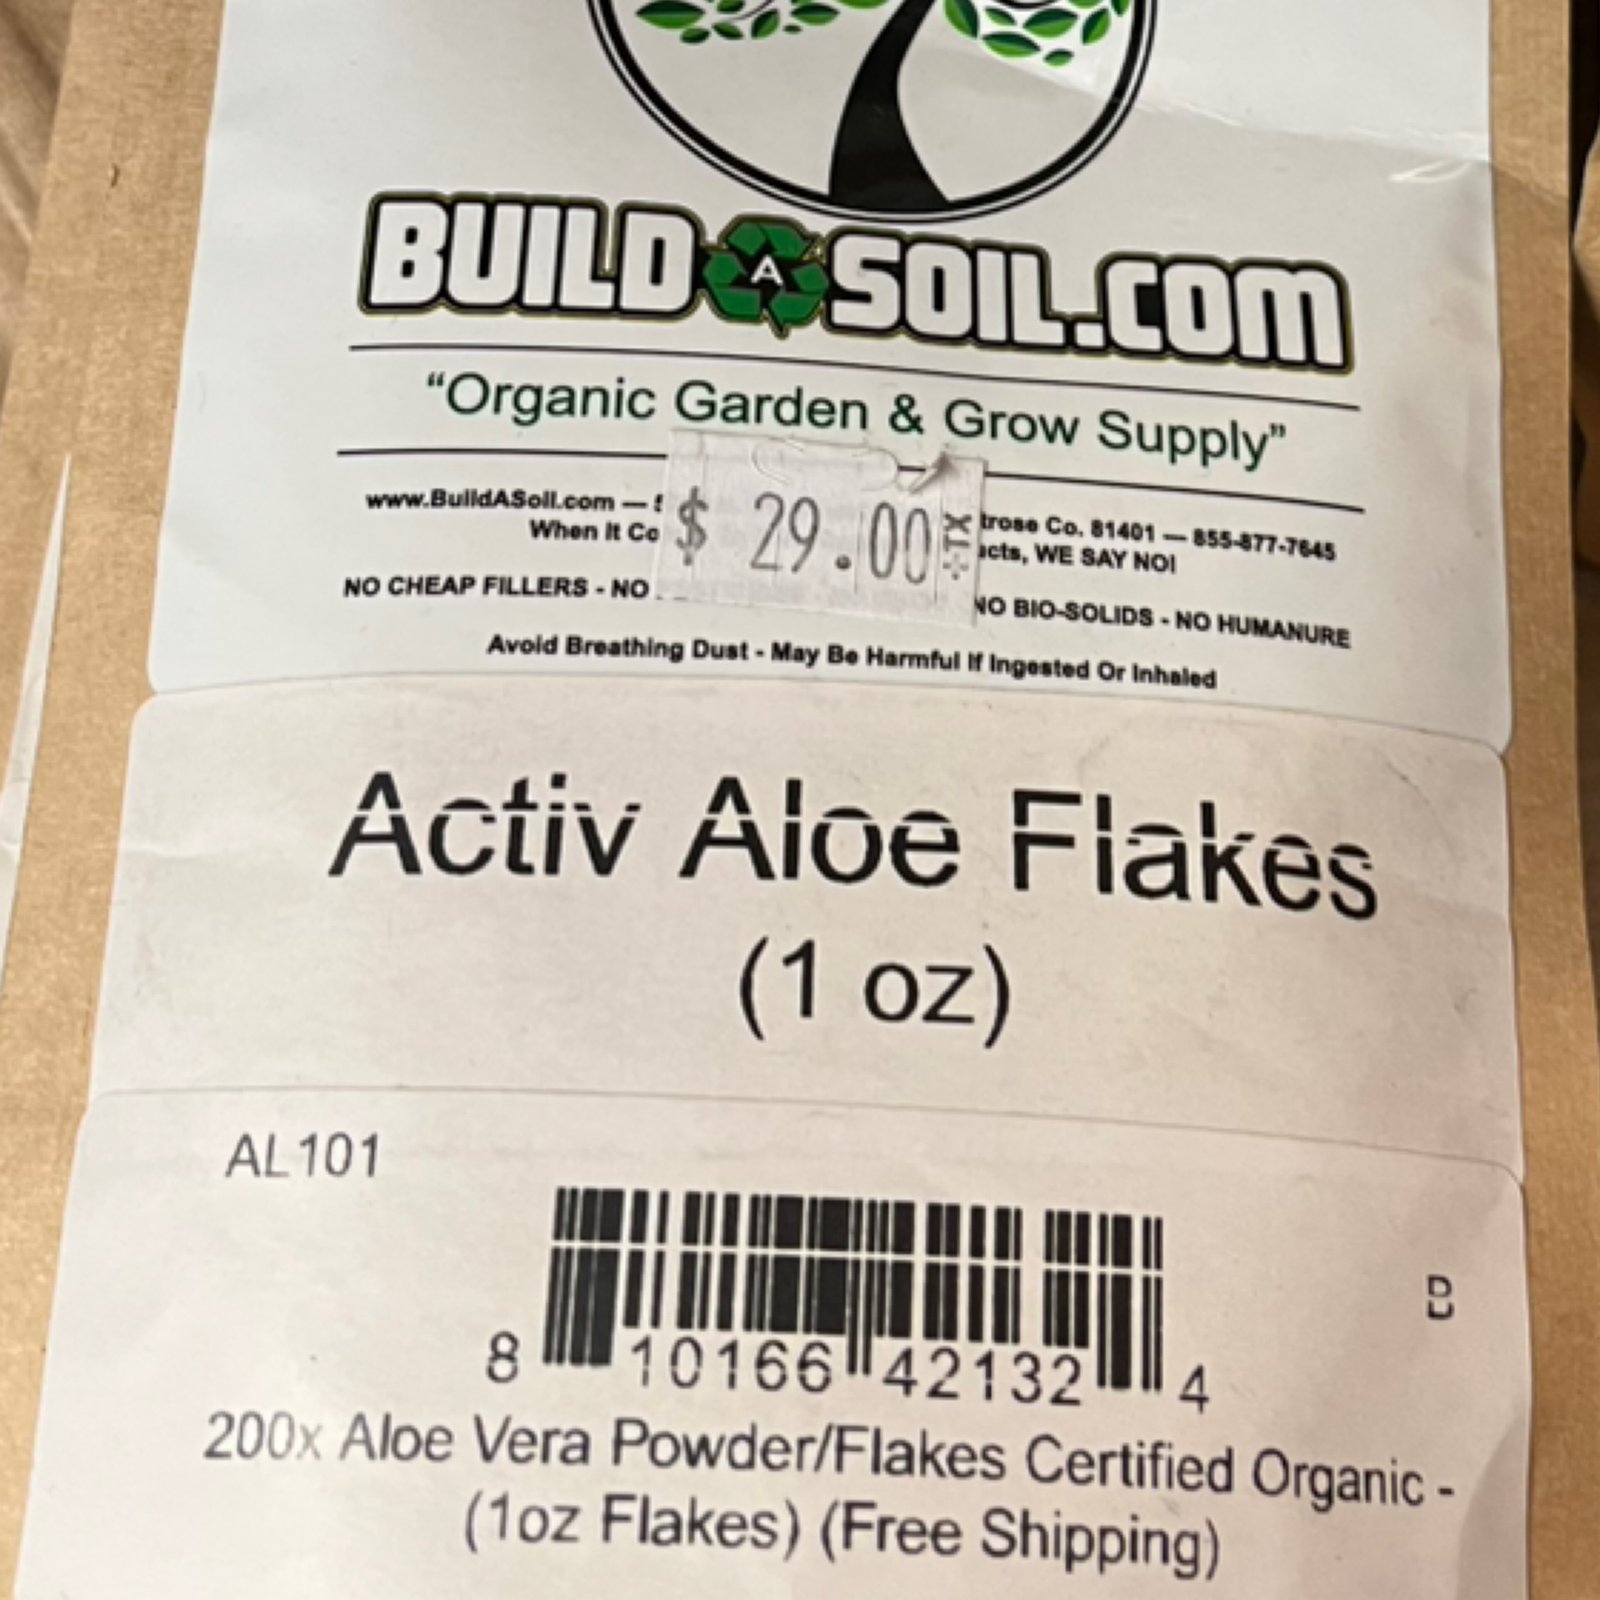 BUILD A SOIL.COM
“Organic Garden & Grow Supply”
www.BuildASoil.com — trose Co. 81401 — 855-877-7645
When It Co ucts, WE SAY NO!
$ 29.00 +TX
NO CHEAP FILLERS - NO NO BIO-SOLIDS - NO HUMANURE
Avoid Breathing Dust - May Be Harmful If Ingested Or Inhaled
Activ Aloe Flakes
(1 oz)
AL101
B
8 10166 42132 4
200x Aloe Vera Powder/Flakes Certified Organic -
(1oz Flakes) (Free Shipping)